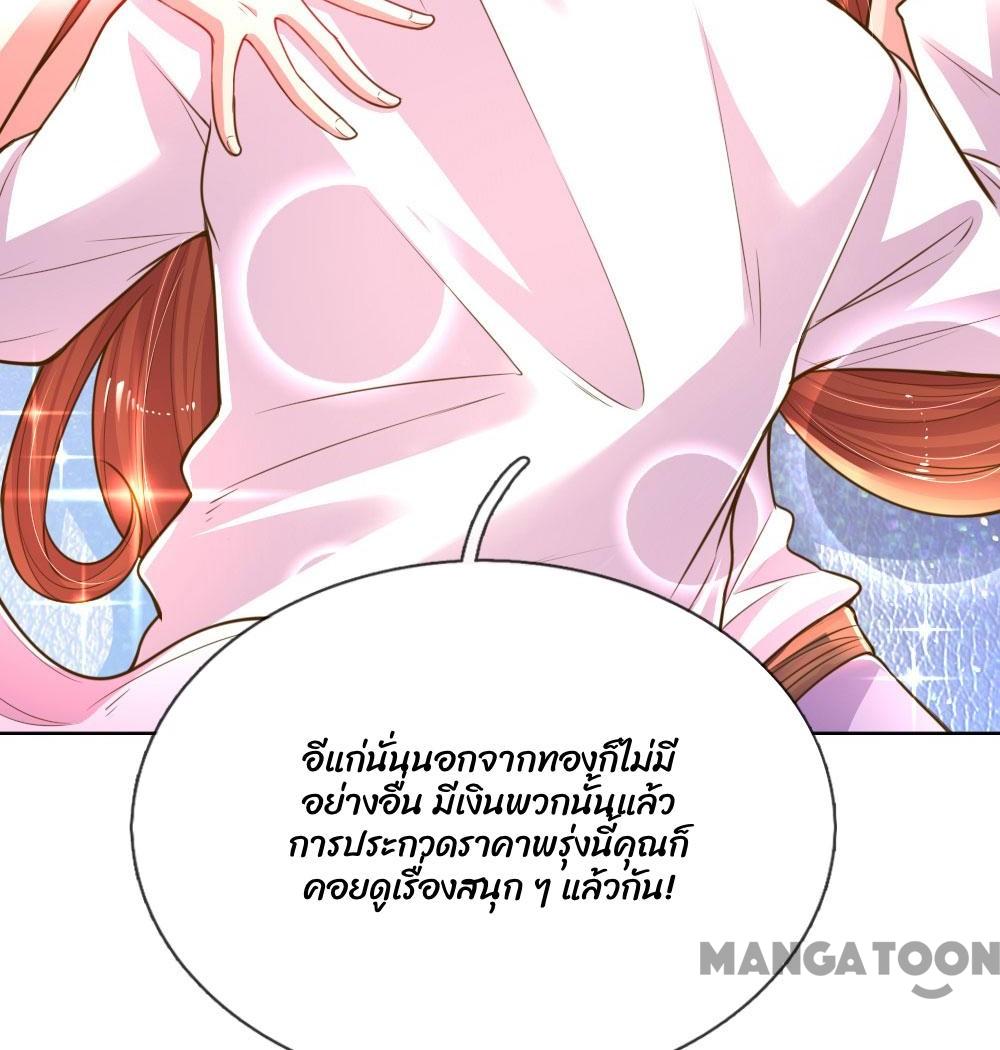 อีแก่นั่นนอกจากทองก็ไม่มี
อย่างอื่น มีเงินพวกนั้นแล้ว
การประกวดราคาพรุ่งนี้คุณก็
คอยดูเรื่องสนุก ๆ แล้วกัน!
MANGATOON